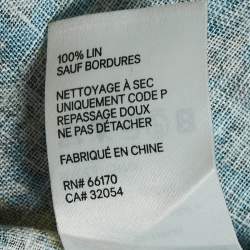 100% LIN
SAUF BORDURES
NETTOYAGE À SEC
UNIQUEMENT CODE P
REPASSAGE DOUX
NE PAS DÉTACHER
FABRIQUÉ EN CHINE
RN# 66170
CA# 32054